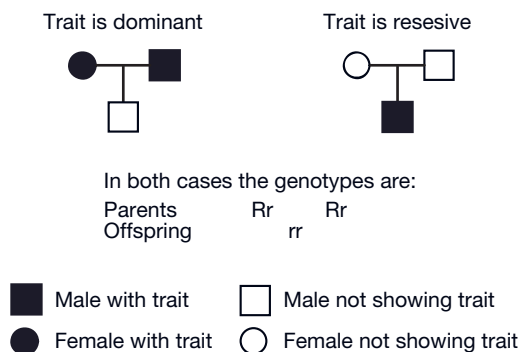 Trait is dominant
Trait is resesive
In both cases the genotypes are:
Parents Rr Rr
Offspring rr
Male with trait
Male not showing trait
Female with trait
Female not showing trait